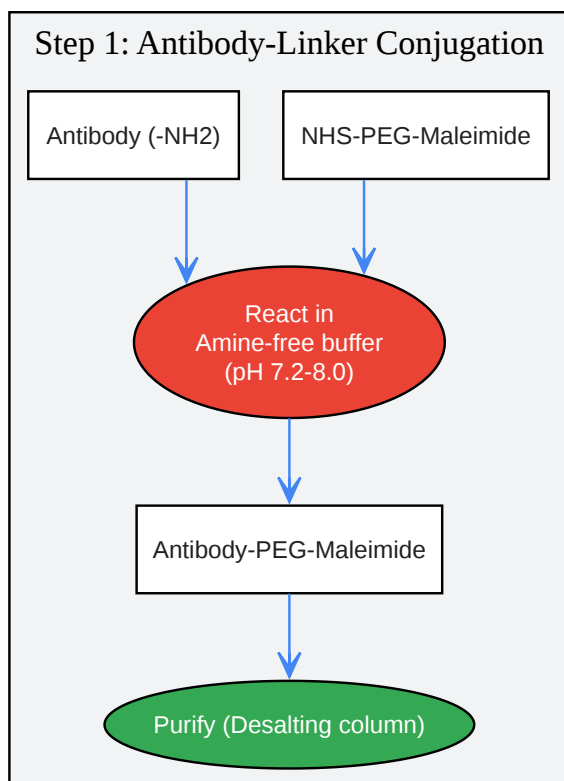 Step 1: Antibody-Linker Conjugation
Antibody (-NH2)
NHS-PEG-Maleimide
React in
Amine-free buffer
(pH 7.2-8.0)
Antibody-PEG-Maleimide
Purify (Desalting column)